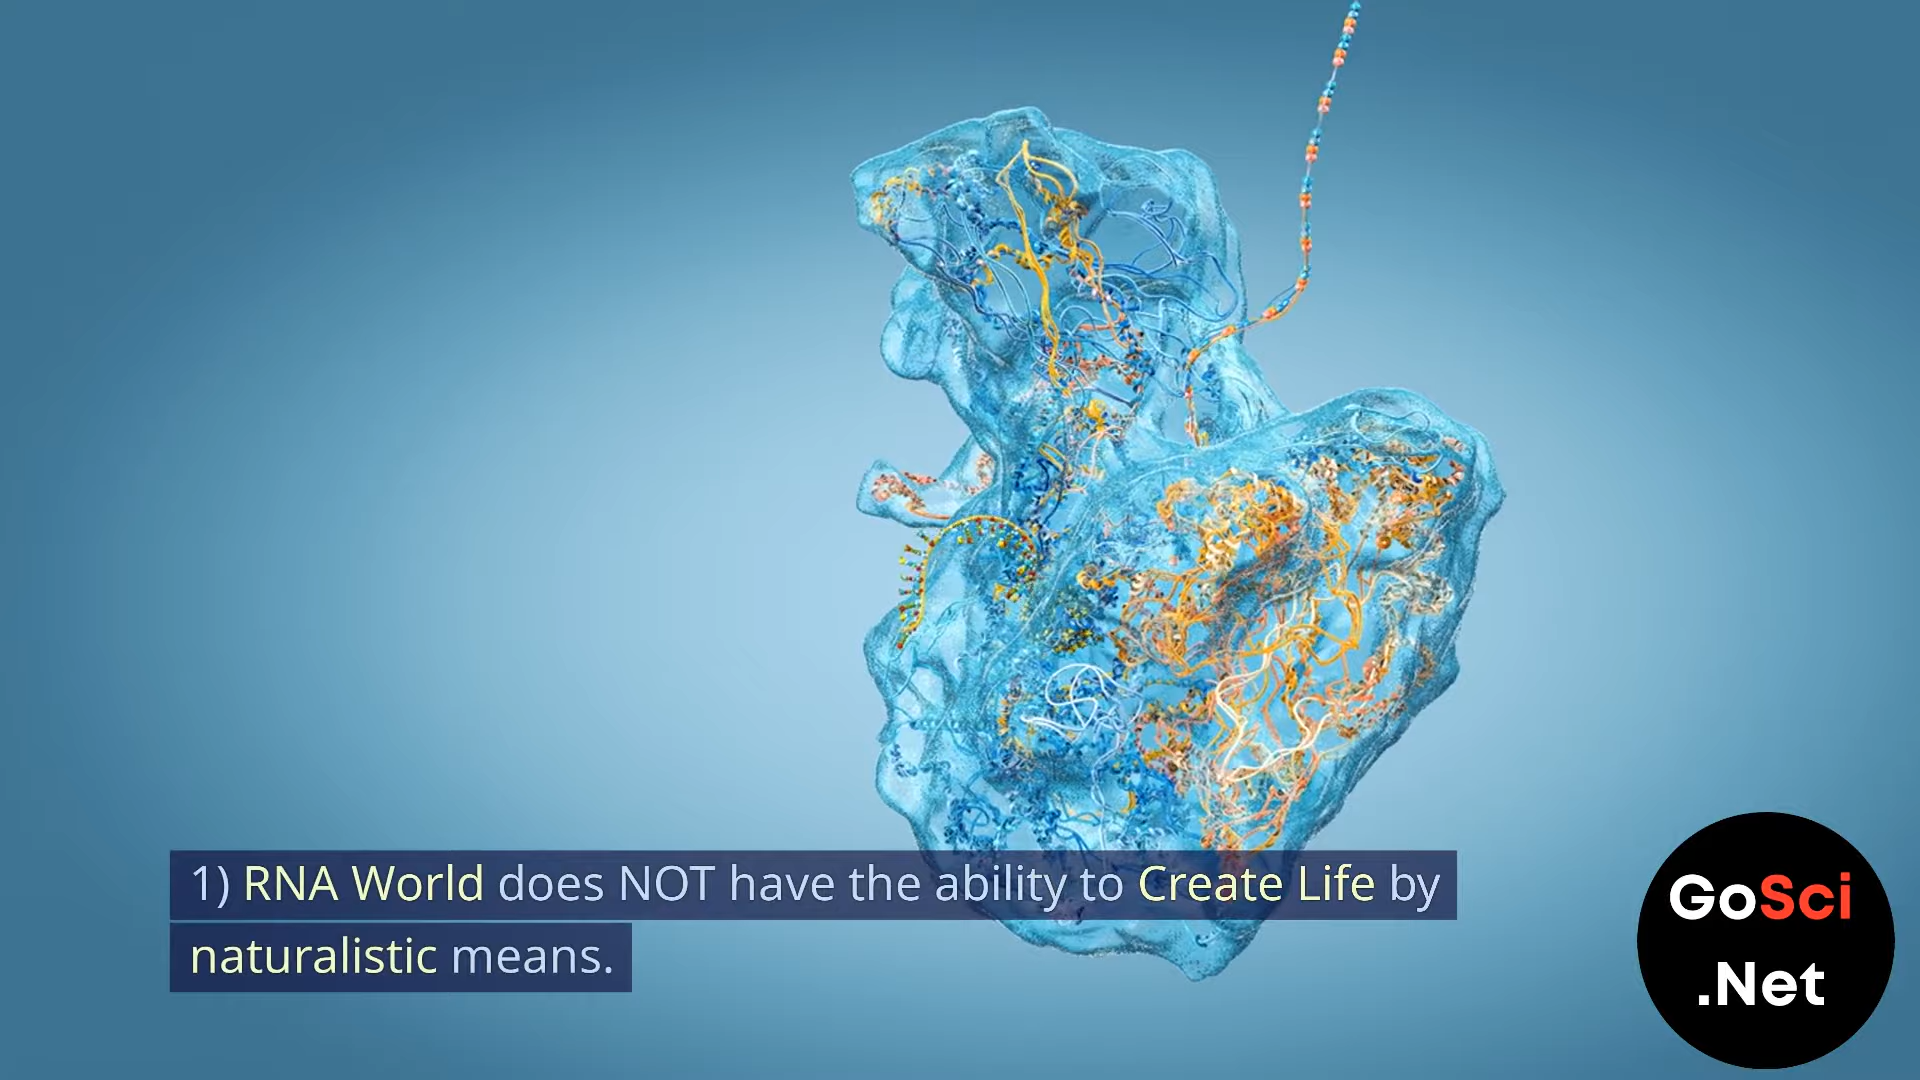 1) RNA World does NOT have the ability to Create Life by
naturalistic means.
GoSci
.Net